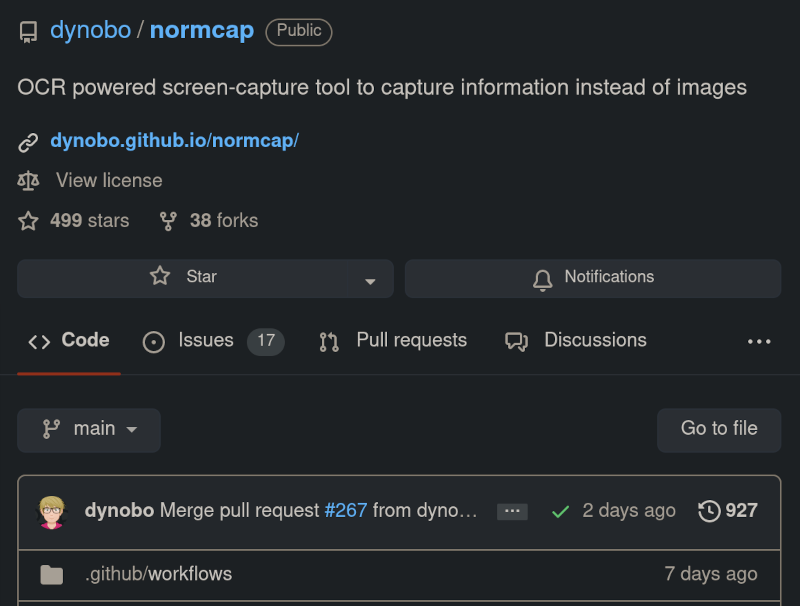 dynobo / normcap Public
OCR powered screen-capture tool to capture information instead of images
dynobo.github.io/normcap/
View license
499 stars 38 forks
Star Notifications
Code Issues 17 Pull requests Discussions ...
main Go to file
dynobo Merge pull request #267 from dyno... ... 2 days ago 927
.github/workflows 7 days ago